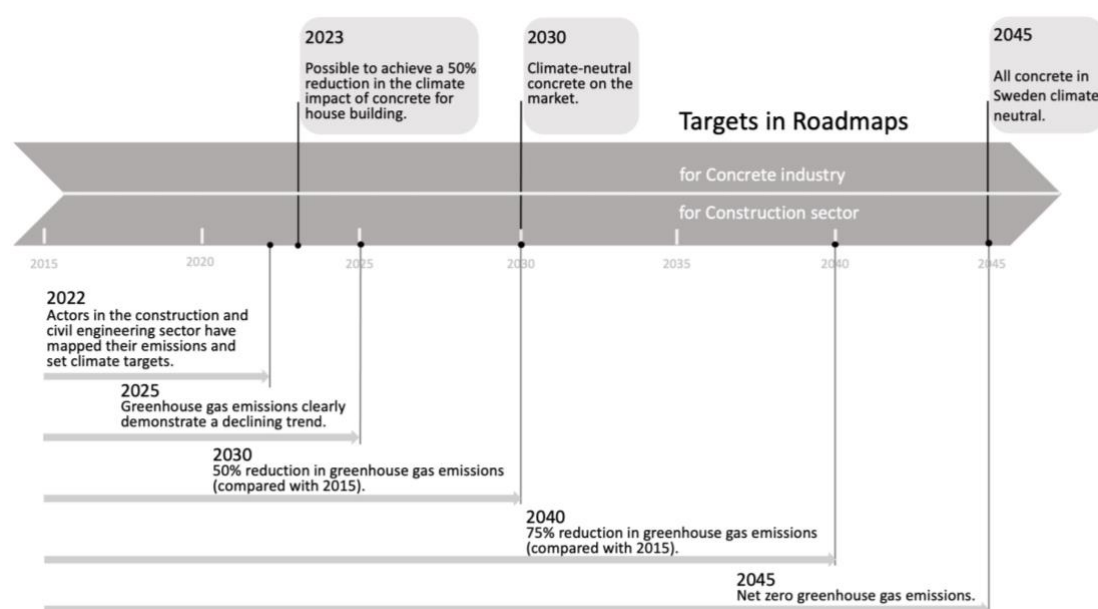 2023
Possible to achieve a 50%
reduction in the climate
impact of concrete for
house building.
2030
Climate-neutral
concrete on the
market.
2045
All concrete in
Sweden climate
neutral.
Targets in Roadmaps
for Concrete industry
for Construction sector
2015
2020
2025
2030
2035
2040
2045
2022
Actors in the construction and
civil engineering sector have
mapped their emissions and
set climate targets.
2025
Greenhouse gas emissions clearly
demonstrate a declining trend.
2030
50% reduction in greenhouse gas emissions
(compared with 2015).
2040
75% reduction in greenhouse gas emissions
(compared with 2015).
2045
Net zero greenhouse gas emissions.